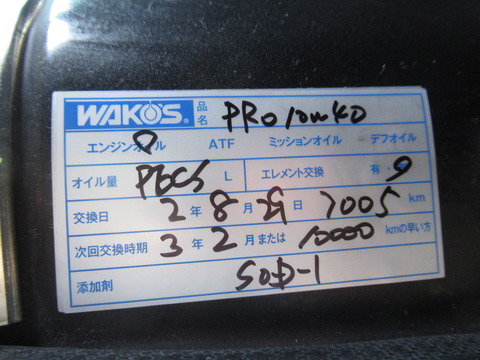 WAKO'S® 品名 PRO 10W40
エンジンオイル ATF ミッションオイル デフオイル
オイル量 PECS L エレメント交換 有・
交換日 2年 8月 29日 7005 km
次回交換時期 3年 2月または 10000 kmの早い方
添加剤 SOD-1